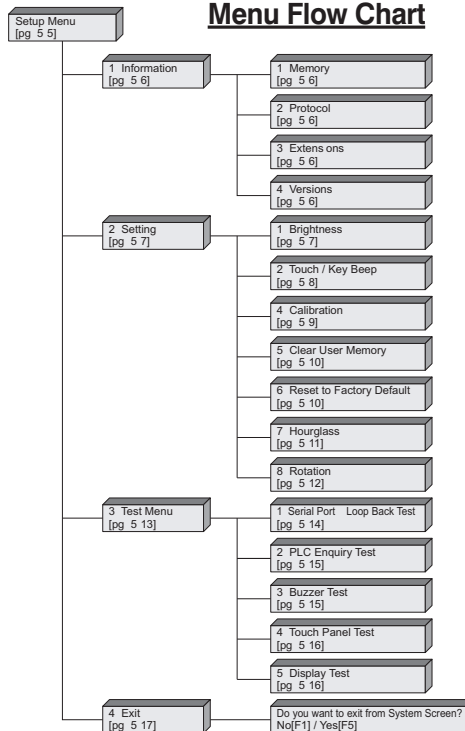 Menu Flow Chart
Setup Menu
[pg 5 5]
1 Information
[pg 5 6]
1 Memory
[pg 5 6]
2 Protocol
[pg 5 6]
3 Extens ons
[pg 5 6]
4 Versions
[pg 5 6]
2 Setting
[pg 5 7]
1 Brightness
[pg 5 7]
2 Touch / Key Beep
[pg 5 8]
4 Calibration
[pg 5 9]
5 Clear User Memory
[pg 5 10]
6 Reset to Factory Default
[pg 5 10]
7 Hourglass
[pg 5 11]
8 Rotation
[pg 5 12]
3 Test Menu
[pg 5 13]
1 Serial Port Loop Back Test
[pg 5 14]
2 PLC Enquiry Test
[pg 5 15]
3 Buzzer Test
[pg 5 15]
4 Touch Panel Test
[pg 5 16]
5 Display Test
[pg 5 16]
4 Exit
[pg 5 17]
Do you want to exit from System Screen?
No[F1] / Yes[F5]